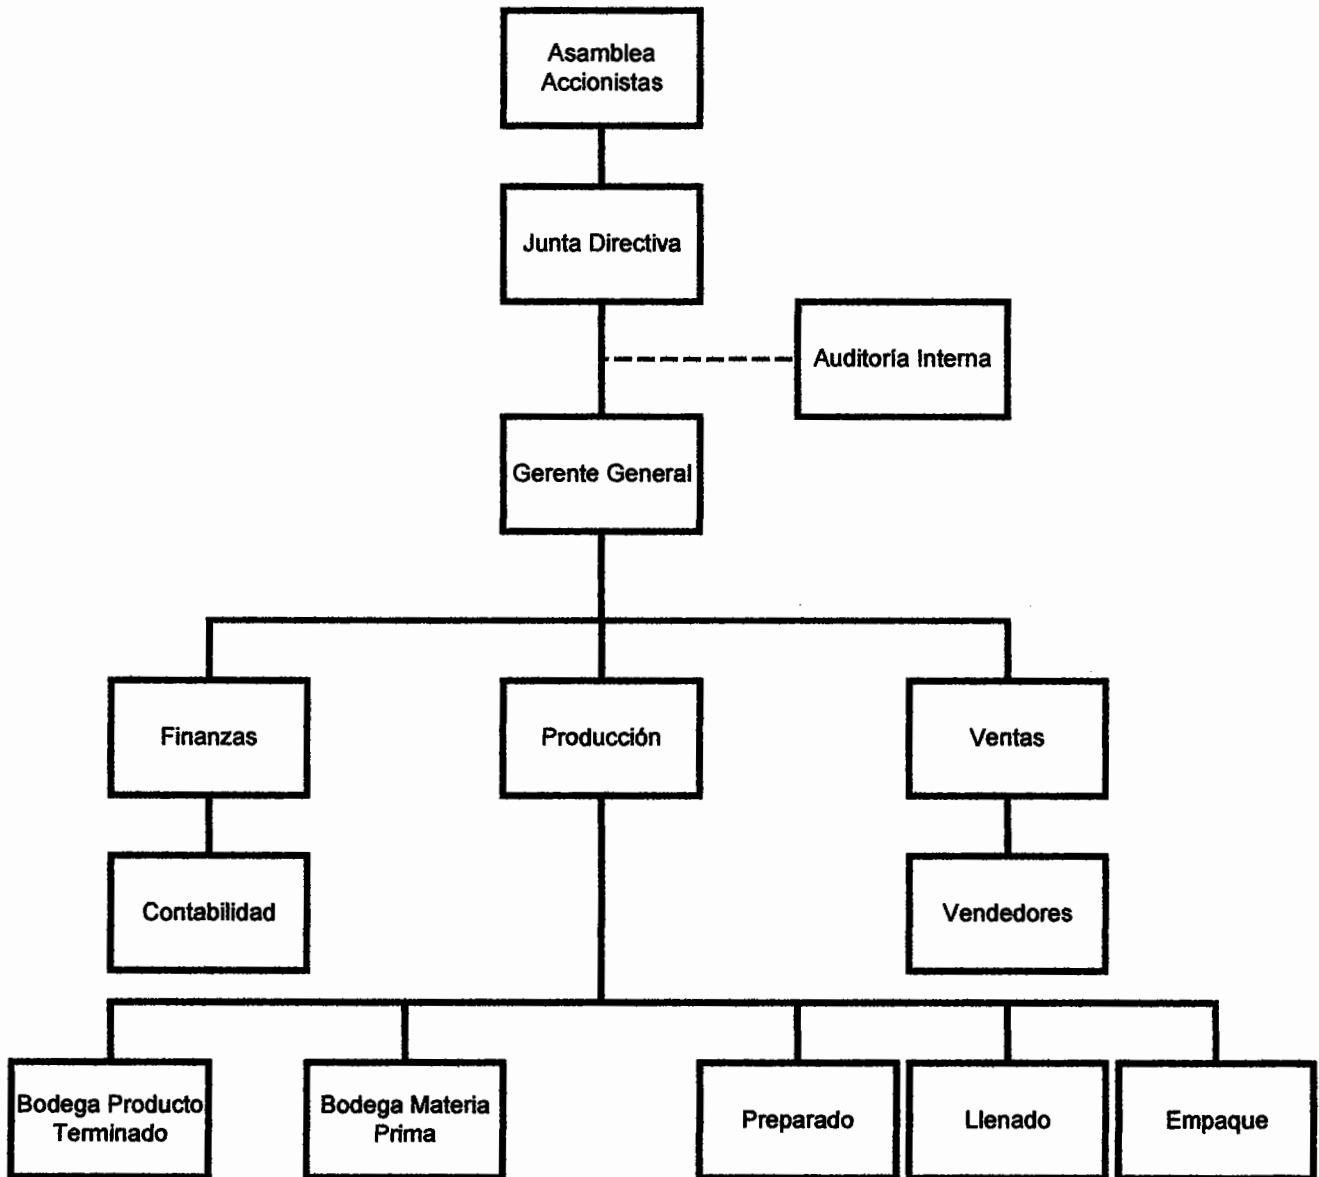 Asamblea
Accionistas
Junta Directiva
Auditoría Interna
Gerente General
Finanzas
Producción
Ventas
Contabilidad
Vendedores
Bodega Producto
Terminado
Bodega Materia
Prima
Preparado
Llenado
Empaque